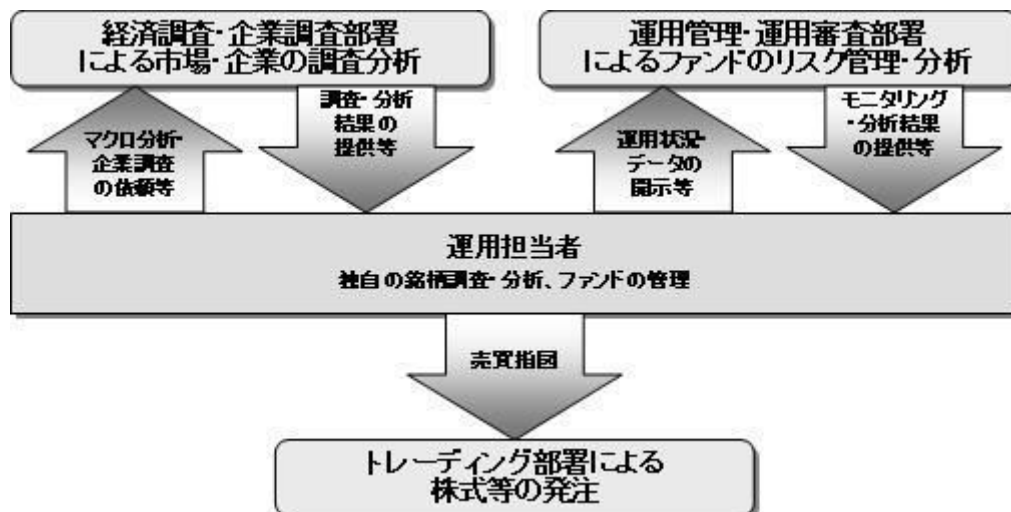 経済調査・企業調査部署
による市場・企業の調査分析
運用管理・運用審査部署
によるファンドのリスク管理・分析
マクロ分析・
企業調査
の依頼等
調査・分析
結果の
提供等
運用状況・
データの
開示等
モニタリング
・分析結果
の提供等
運用担当者
独自の銘柄調査・分析、ファンドの管理
売買指図
トレーディング部署による
株式等の発注